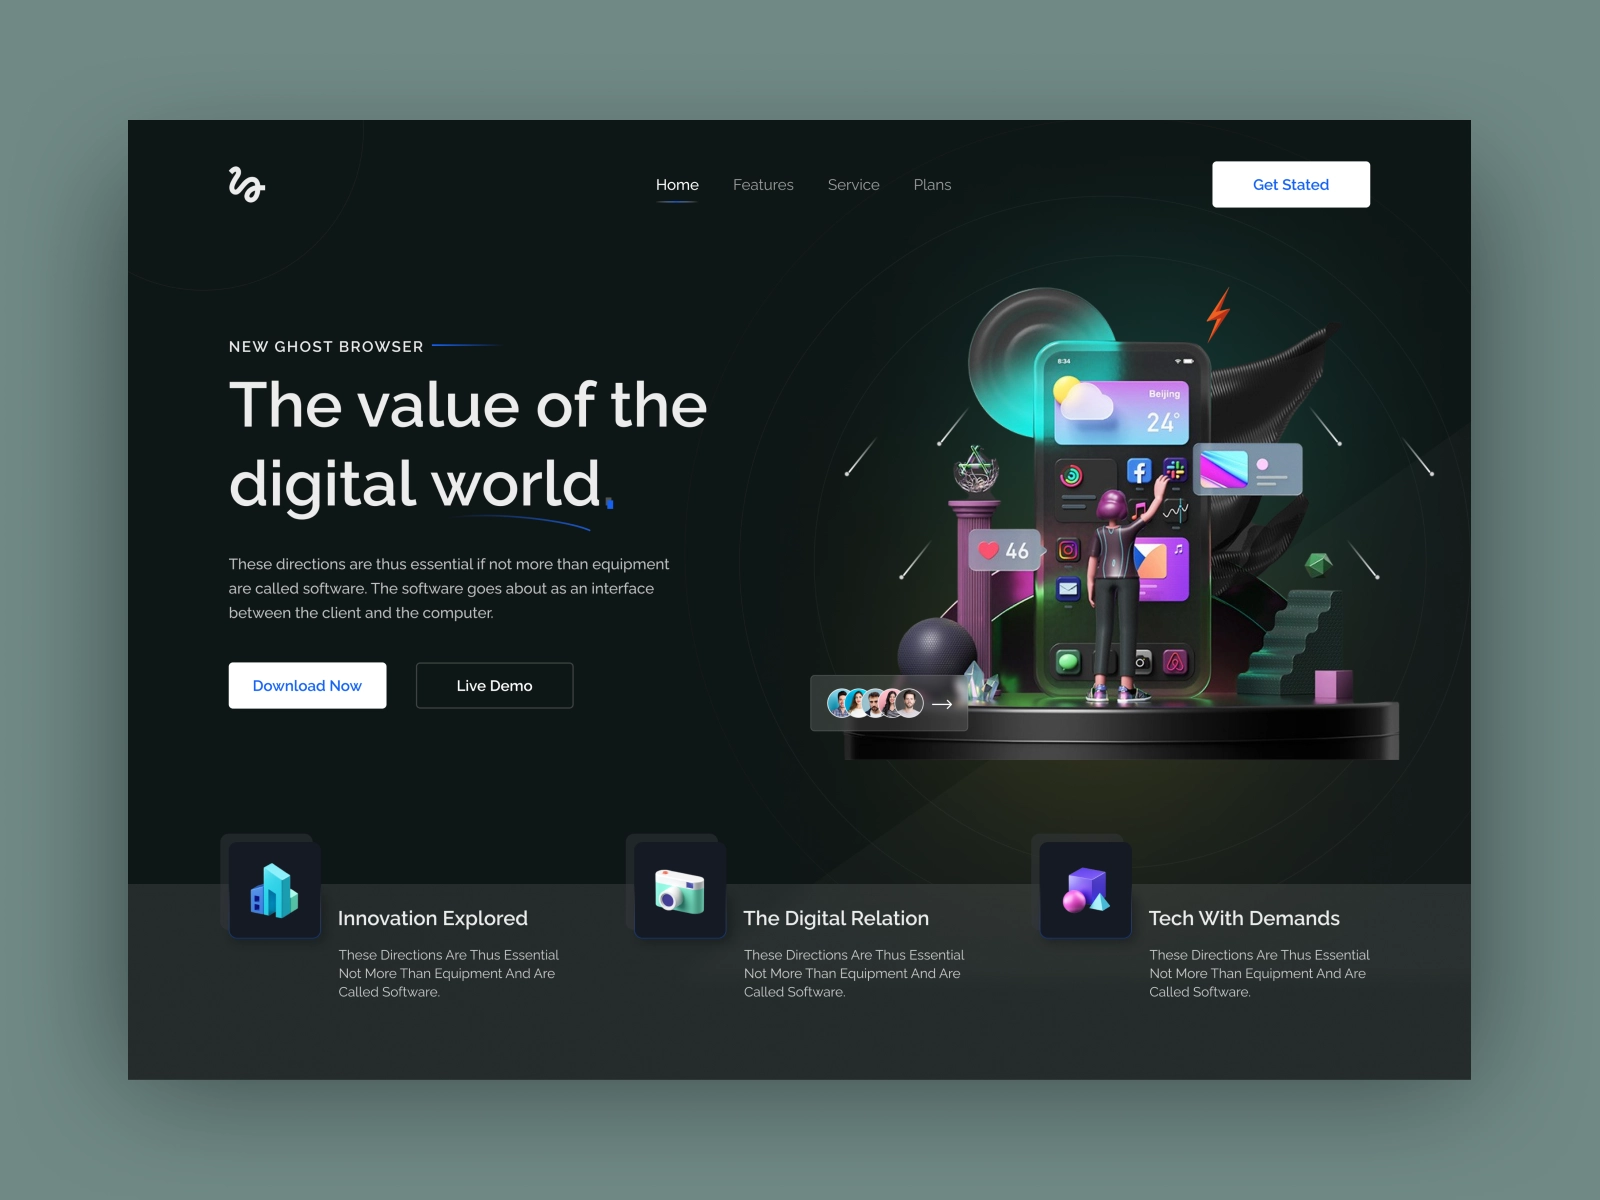 Home Features Service Plans Get Stated
NEW GHOST BROWSER
The value of the
digital world.
These directions are thus essential if not more than equipment
are called software. The software goes about as an interface
between the client and the computer.
Download Now Live Demo
8:34
Beijing
24°
46
Innovation Explored
These Directions Are Thus Essential
Not More Than Equipment And Are
Called Software.
The Digital Relation
These Directions Are Thus Essential
Not More Than Equipment And Are
Called Software.
Tech With Demands
These Directions Are Thus Essential
Not More Than Equipment And Are
Called Software.